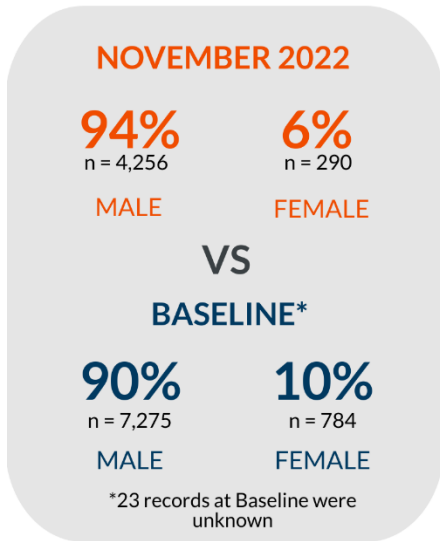 NOVEMBER 2022
94% 6%
n = 4,256 n = 290
MALE FEMALE
VS
BASELINE*
90% 10%
n = 7,275 n = 784
MALE FEMALE
*23 records at Baseline were
unknown